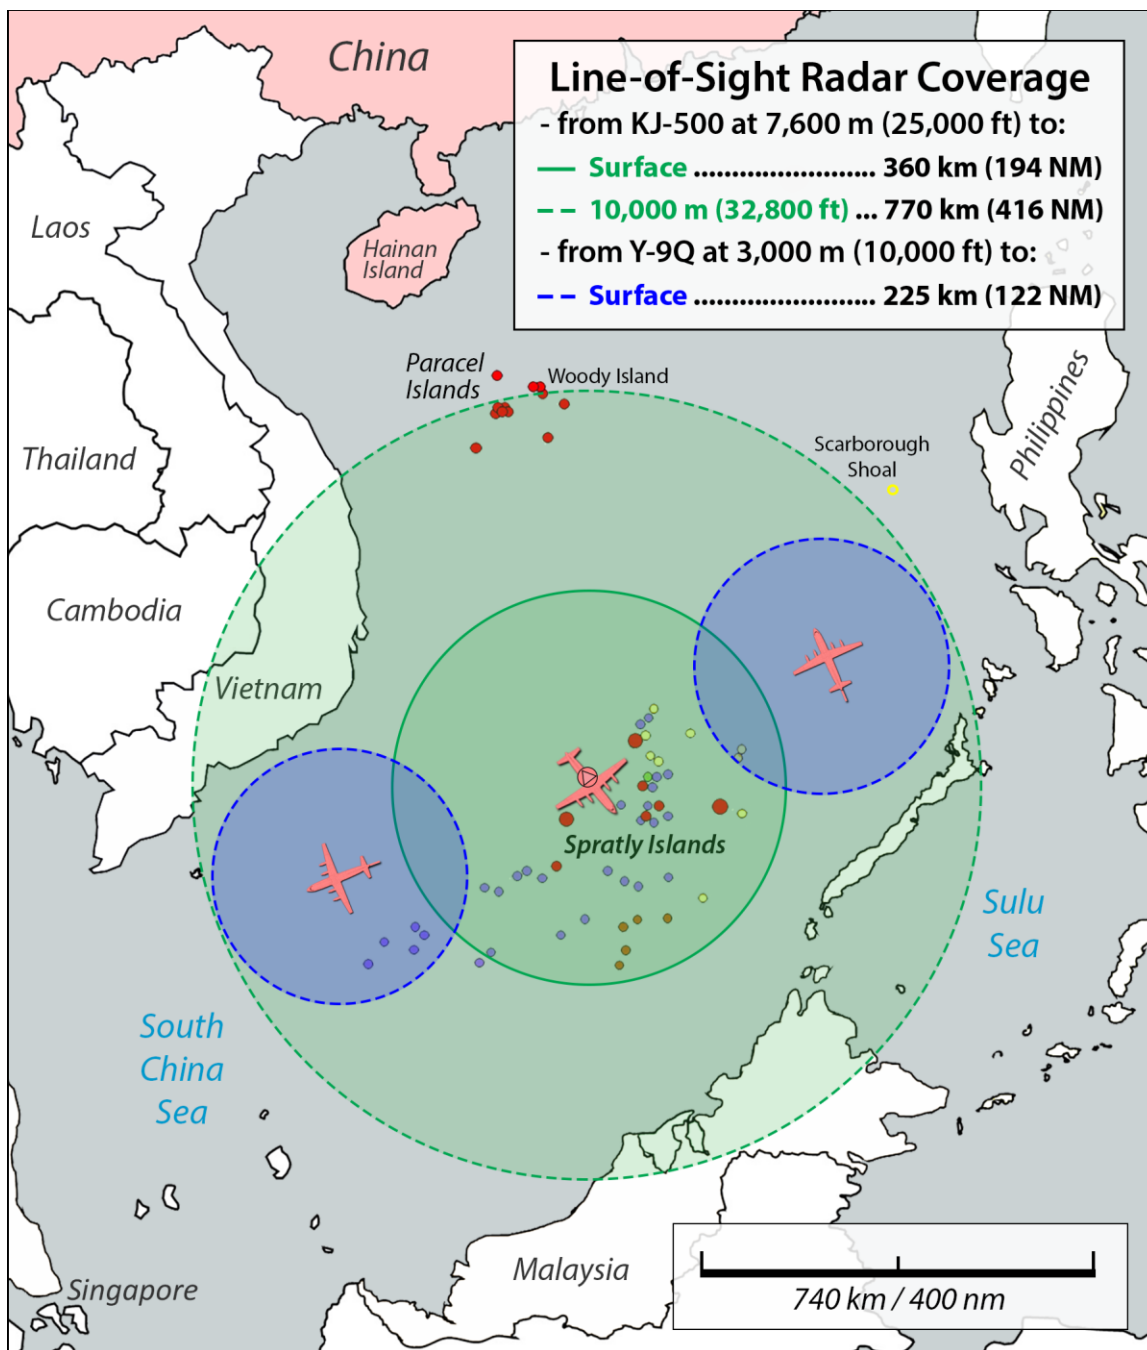 China
Line-of-Sight Radar Coverage
- from KJ-500 at 7,600 m (25,000 ft) to:
Surface .......................... 360 km (194 NM)
10,000 m (32,800 ft) ... 770 km (416 NM)
- from Y-9Q at 3,000 m (10,000 ft) to:
Surface .......................... 225 km (122 NM)
Laos
Hainan
Island
Paracel
Islands
Woody Island
Thailand
Scarborough
Shoal
Philippines
Cambodia
Vietnam
Spratly Islands
Sulu
Sea
South
China
Sea
Malaysia
Singapore
740 km / 400 nm